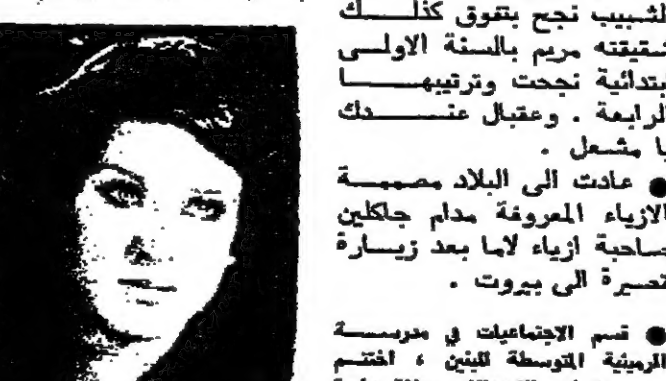 الشبيب نجح بتفوق كذلك
شقيقته مريم بالسنة الاولى
ابتدائية نجحت وترتيبها
الرابعة . وعقبال عندك
يا مشعل .
● عادت الى البلاد مصممة
الازياء المعروفة مدام جاكلين
صاحبة ازياء لاما بعد زيارة
قصيرة الى بيروت .
● قسم الاجتماعيات في مدرسة
الرميثية المتوسطة للبنين ، اختتم